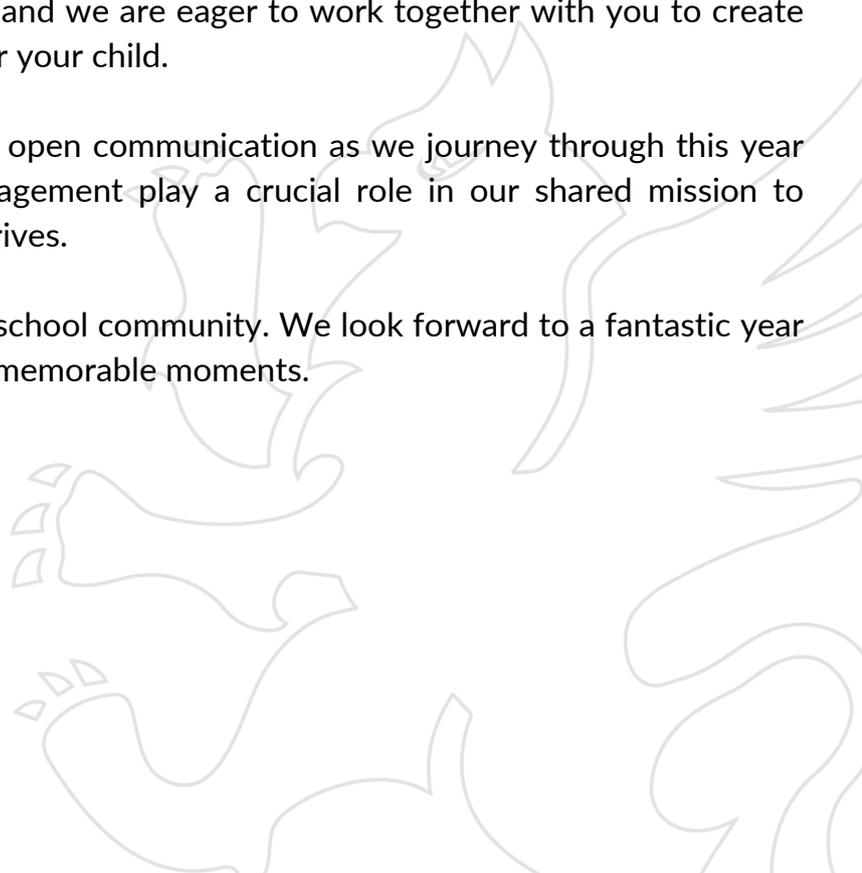 and we are eager to work together with you to create
r your child.
open communication as we journey through this year
agement play a crucial role in our shared mission to
rives.
school community. We look forward to a fantastic year
memorable moments.